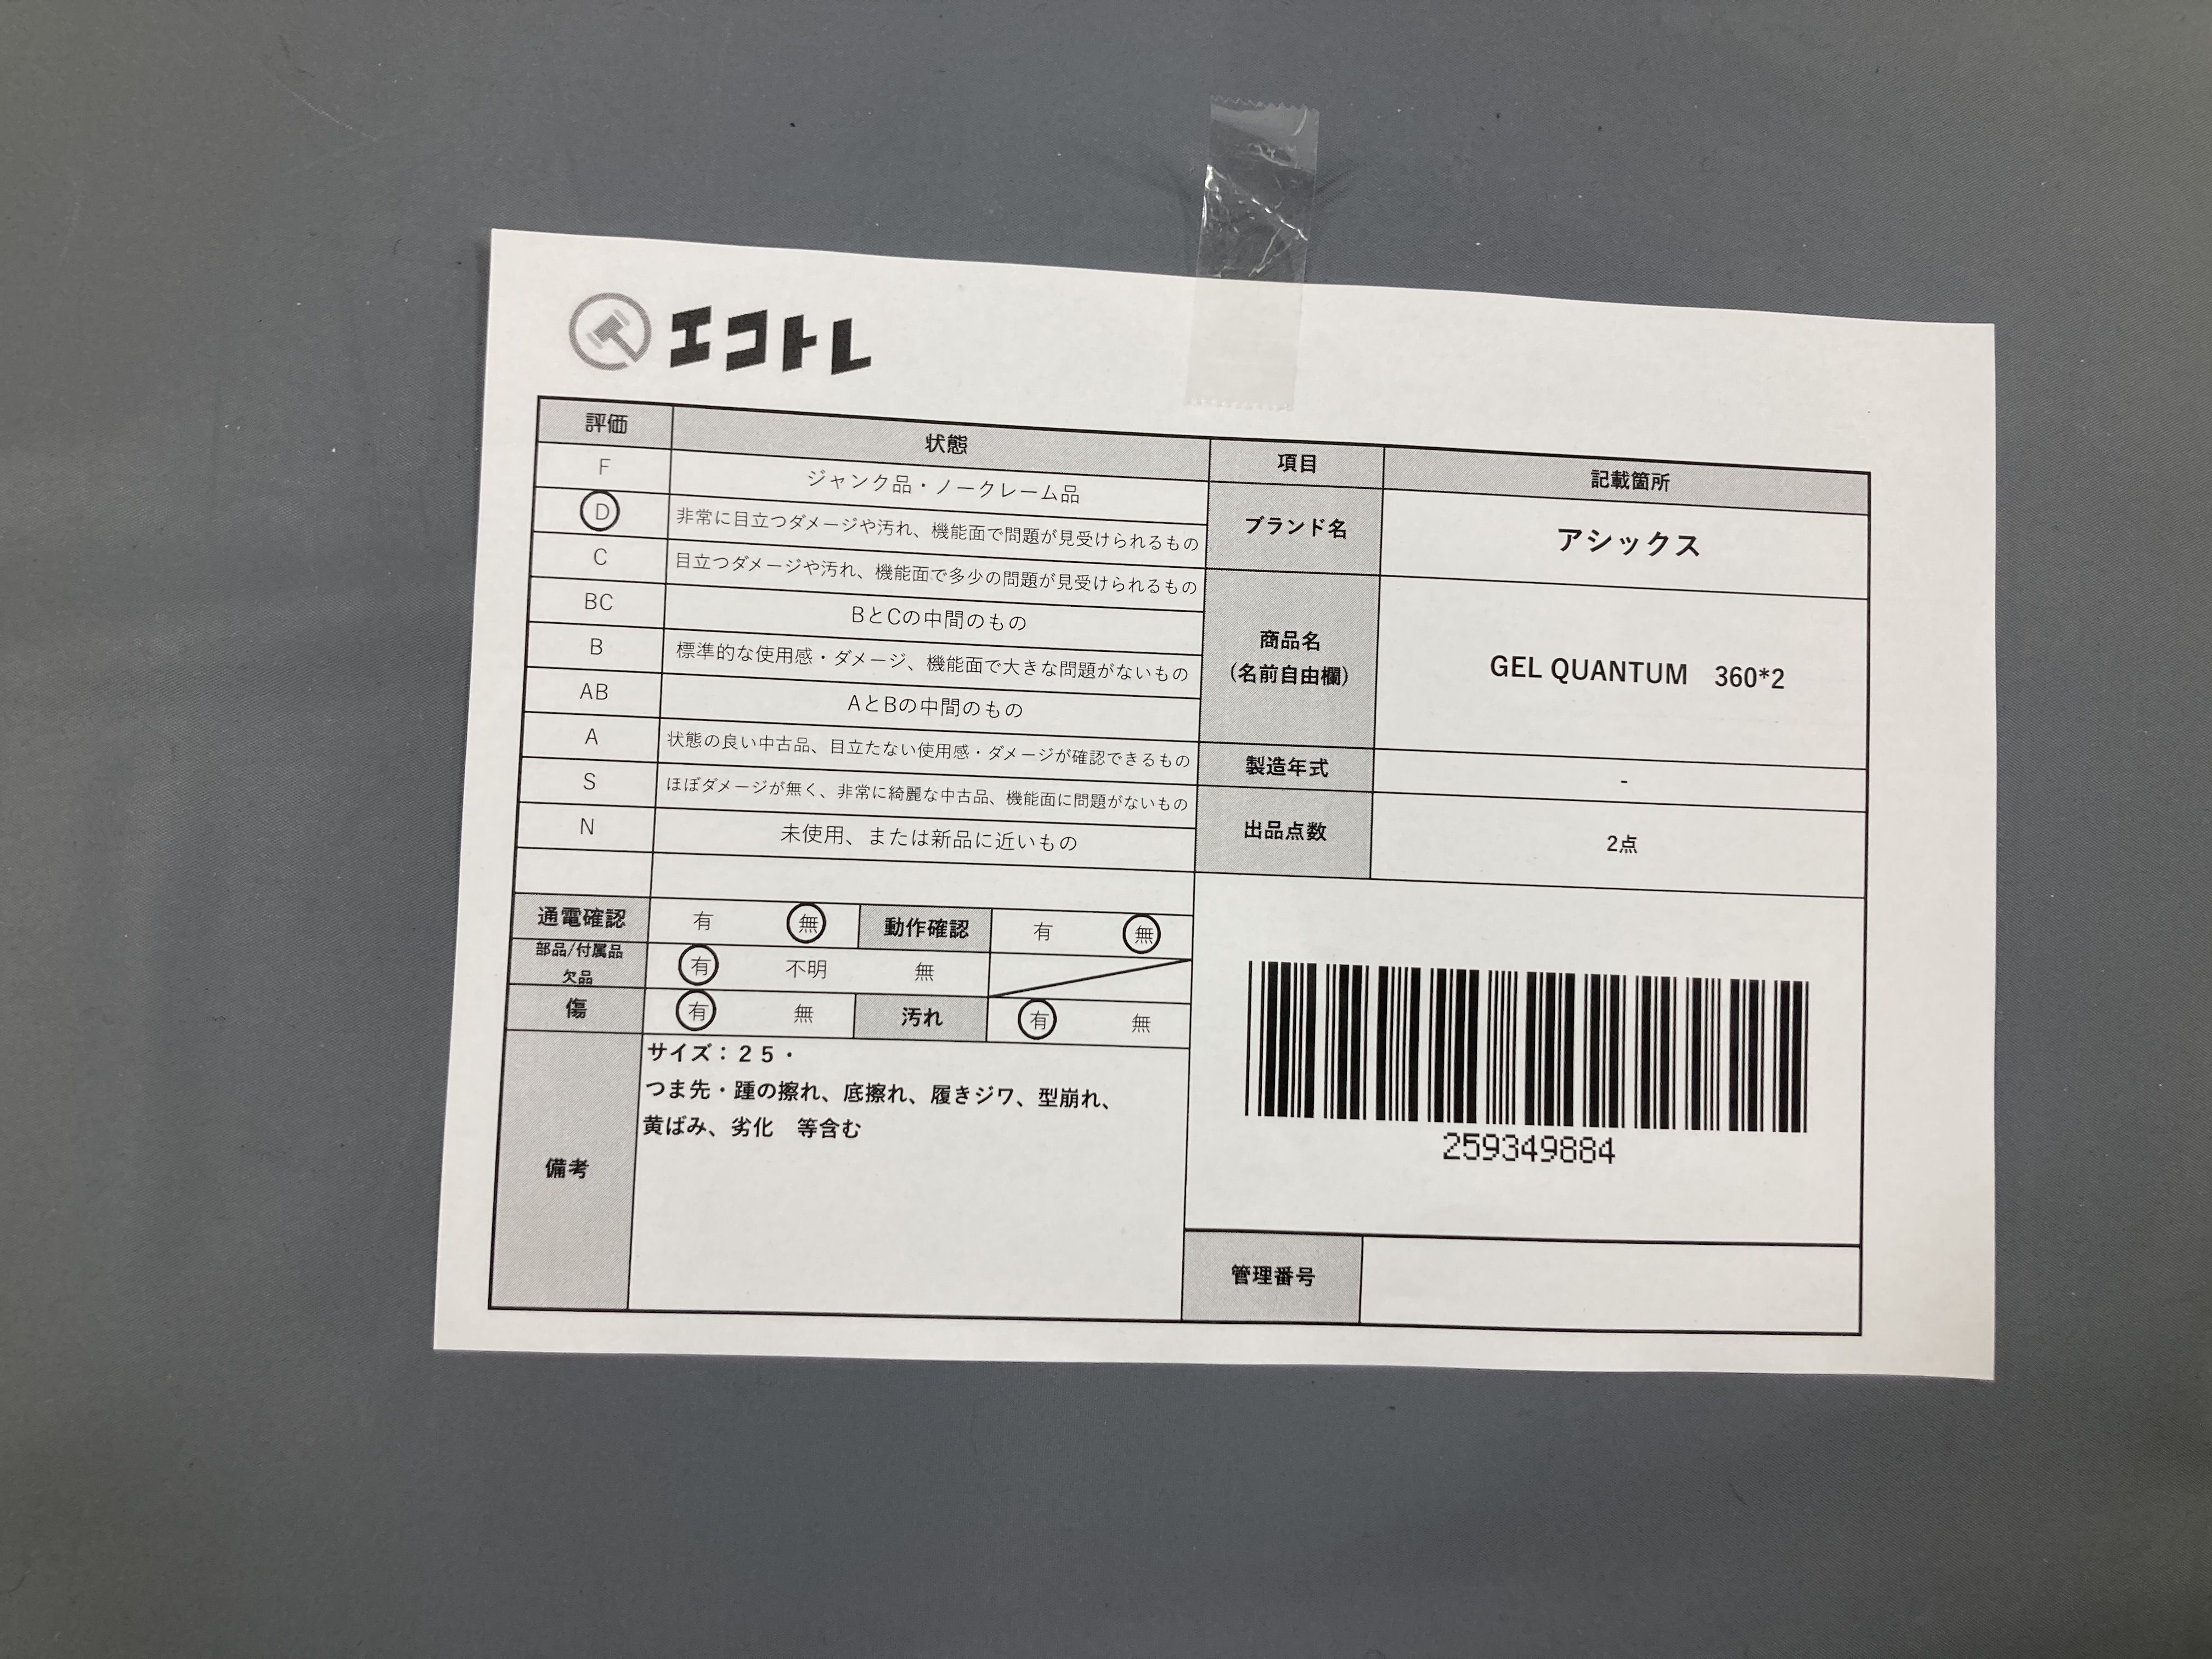 エコトレ
評価 状態 項目 記載箇所
F ジャンク品・ノークレーム品
D 非常に目立つダメージや汚れ、機能面で問題が見受けられるもの
ブランド名 アシックス
C 目立つダメージや汚れ、機能面で多少の問題が見受けられるもの
BC BとCの中間のもの
B 標準的な使用感・ダメージ、機能面で大きな問題がないもの
商品名
(名前自由欄)
GEL QUANTUM 360*2
AB AとBの中間のもの
A 状態の良い中古品、目立たない使用感・ダメージが確認できるもの
製造年式 -
S ほぼダメージが無く、非常に綺麗な中古品、機能面に問題がないもの
N 未使用、または新品に近いもの
出品点数 2点
通電確認 有 無 動作確認 有 無
部品/付属品
欠品
有 不明 無
傷 有 無 汚れ 有 無
備考
サイズ：２５・
つま先・踵の擦れ、底擦れ、履きジワ、型崩れ、
黄ばみ、劣化　等含む
259349884
管理番号